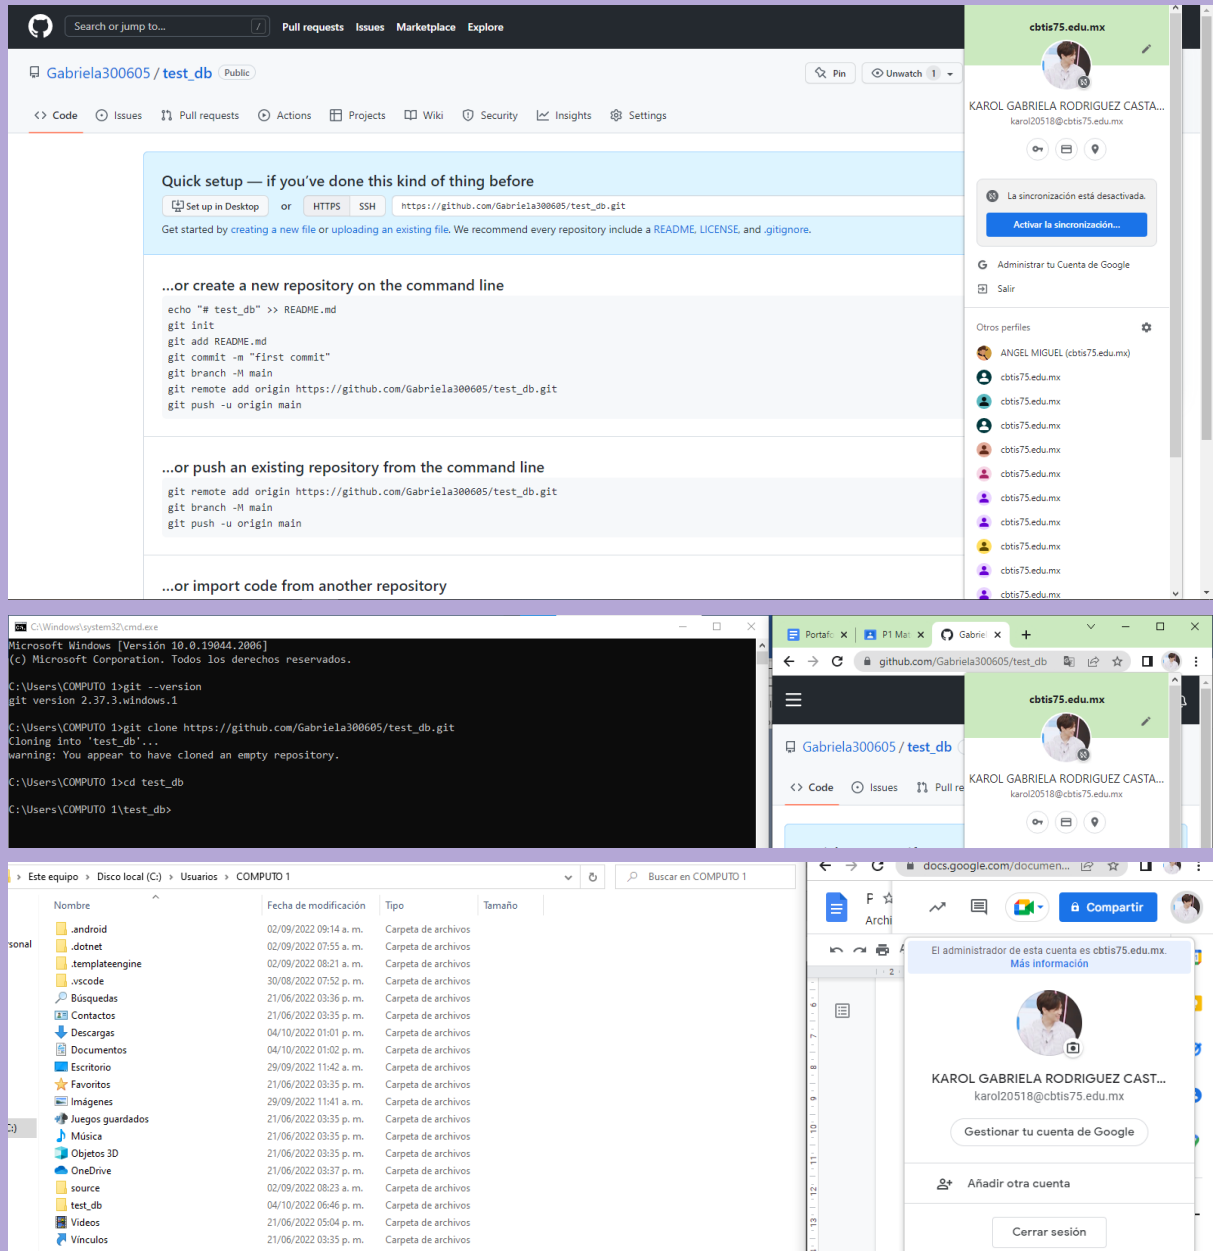 Search or jump to...
/
Pull requests Issues Marketplace Explore
Gabriela300605 / test_db Public
Pin
Unwatch 1
Code Issues Pull requests Actions Projects Wiki Security Insights Settings
Quick setup — if you've done this kind of thing before
Set up in Desktop or HTTPS SSH https://github.com/Gabriela300605/test_db.git
Get started by creating a new file or uploading an existing file. We recommend every repository include a README, LICENSE, and .gitignore.
...or create a new repository on the command line
echo "# test_db" >> README.md
git init
git add README.md
git commit -m "first commit"
git branch -M main
git remote add origin https://github.com/Gabriela300605/test_db.git
git push -u origin main
...or push an existing repository from the command line
git remote add origin https://github.com/Gabriela300605/test_db.git
git branch -M main
git push -u origin main
...or import code from another repository
cbtis75.edu.mx
KAROL GABRIELA RODRIGUEZ CASTA...
karol20518@cbtis75.edu.mx
La sincronización está desactivada.
Activar la sincronización...
G Administrar tu Cuenta de Google
Salir
Otros perfiles
ANGEL MIGUEL (cbtis75.edu.mx)
cbtis75.edu.mx
cbtis75.edu.mx
cbtis75.edu.mx
cbtis75.edu.mx
cbtis75.edu.mx
cbtis75.edu.mx
cbtis75.edu.mx
cbtis75.edu.mx
cbtis75.edu.mx
cbtis75.edu.mx
C:\Windows\system32\cmd.exe
Microsoft Windows [Versión 10.0.19044.2006]
(c) Microsoft Corporation. Todos los derechos reservados.
C:\Users\COMPUTO 1>git --version
git version 2.37.3.windows.1
C:\Users\COMPUTO 1>git clone https://github.com/Gabriela300605/test_db.git
Cloning into 'test_db'...
warning: You appear to have cloned an empty repository.
C:\Users\COMPUTO 1>cd test_db
C:\Users\COMPUTO 1\test_db>
Portafo P1 Mat Gabrie
github.com/Gabriela300605/test_db
Gabriela300605 / test_db
Code Issues Pull re
cbtis75.edu.mx
KAROL GABRIELA RODRIGUEZ CASTA...
karol20518@cbtis75.edu.mx
Este equipo > Disco local (C:) > Usuarios > COMPUTO 1
Buscar en COMPUTO 1
Nombre Fecha de modificación Tipo Tamaño
.android 02/09/2022 09:14 a. m. Carpeta de archivos
.dotnet 02/09/2022 07:55 a. m. Carpeta de archivos
.templateengine 02/09/2022 08:21 a. m. Carpeta de archivos
.vscode 30/08/2022 07:52 p. m. Carpeta de archivos
Búsquedas 21/06/2022 03:36 p. m. Carpeta de archivos
Contactos 21/06/2022 03:35 p. m. Carpeta de archivos
Descargas 04/10/2022 01:01 p. m. Carpeta de archivos
Documentos 04/10/2022 01:02 p. m. Carpeta de archivos
Escritorio 29/09/2022 11:42 a. m. Carpeta de archivos
Favoritos 21/06/2022 03:35 p. m. Carpeta de archivos
Imágenes 29/09/2022 11:41 a. m. Carpeta de archivos
Juegos guardados 21/06/2022 03:35 p. m. Carpeta de archivos
Música 21/06/2022 03:35 p. m. Carpeta de archivos
Objetos 3D 21/06/2022 03:35 p. m. Carpeta de archivos
OneDrive 21/06/2022 03:37 p. m. Carpeta de archivos
source 02/09/2022 08:23 a. m. Carpeta de archivos
test_db 04/10/2022 06:46 p. m. Carpeta de archivos
Videos 21/06/2022 05:04 p. m. Carpeta de archivos
Vínculos 21/06/2022 03:35 p. m. Carpeta de archivos
sonal
docs.google.com/documen...
Archi
Compartir
El administrador de esta cuenta es cbtis75.edu.mx.
Más información
KAROL GABRIELA RODRIGUEZ CAST...
karol20518@cbtis75.edu.mx
Gestionar tu cuenta de Google
Añadir otra cuenta
Cerrar sesión